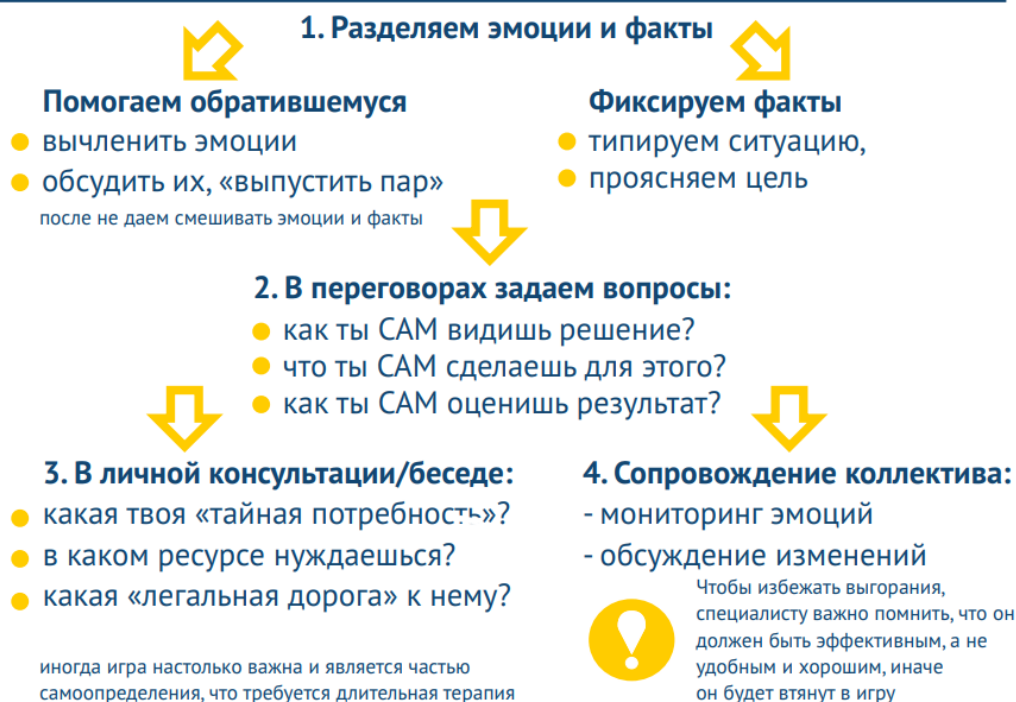 1. Разделяем эмоции и факты
Помогаем обратившемуся
вычленить эмоции
обсудить их, «выпустить пар»
после не даем смешивать эмоции и факты
Фиксируем факты
типируем ситуацию,
проясняем цель
2. В переговорах задаем вопросы:
как ты САМ видишь решение?
что ты САМ сделаешь для этого?
как ты САМ оценишь результат?
3. В личной консультации/беседе:
какая твоя «тайная потребность»?
в каком ресурсе нуждаешься?
какая «легальная дорога» к нему?
иногда игра настолько важна и является частью
самоопределения, что требуется длительная терапия
4. Сопровождение коллектива:
- мониторинг эмоций
- обсуждение изменений
Чтобы избежать выгорания,
специалисту важно помнить, что он
должен быть эффективным, а не
удобным и хорошим, иначе
он будет втянут в игру